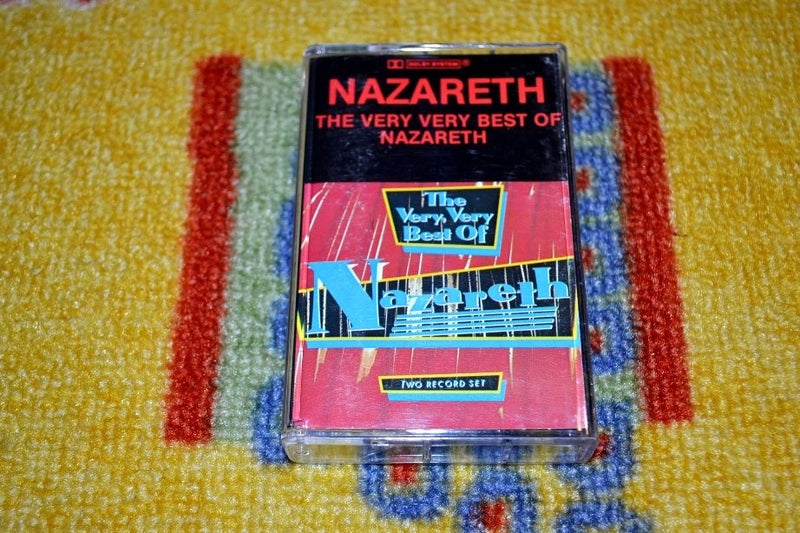 DOLBY SYSTEM ®
NAZARETH
THE VERY VERY BEST OF
NAZARETH
The
Very, Very
Best Of
Nazareth
TWO RECORD SET